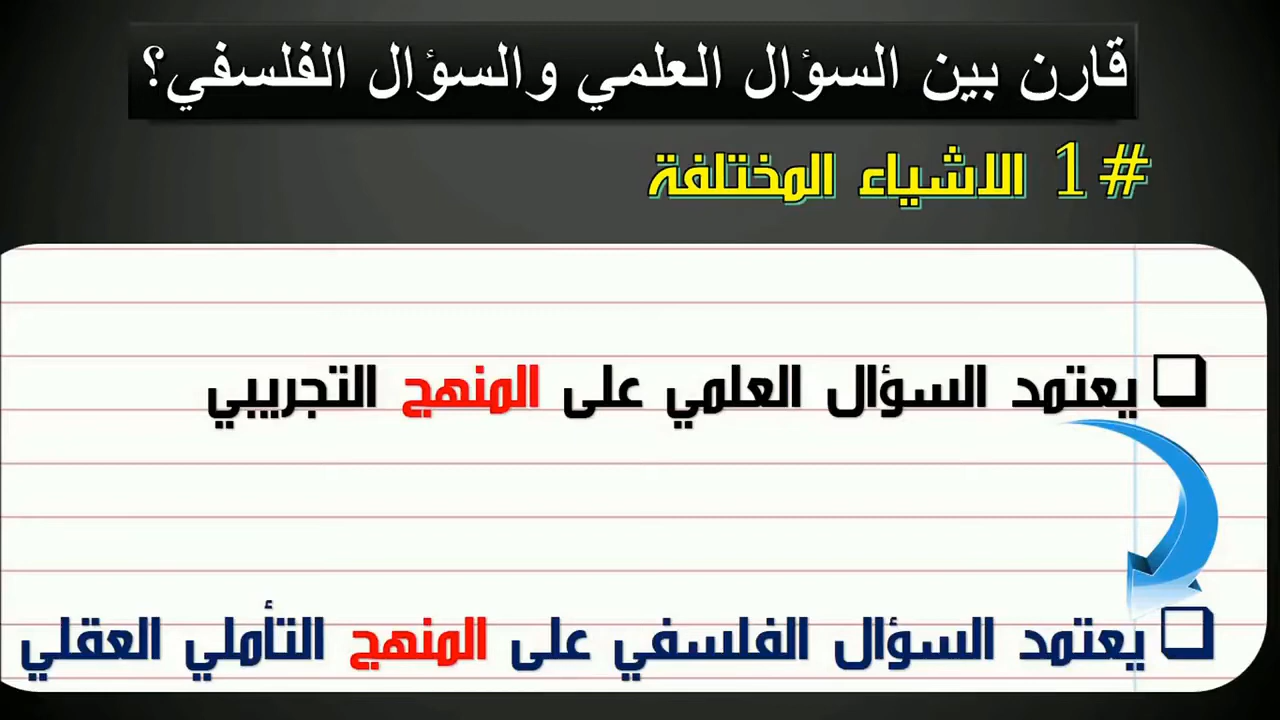 قارن بين السؤال العلمي والسؤال الفلسفي؟
#1 الاشياء المختلفة
يعتمد السؤال العلمي على المنهج التجريبي
يعتمد السؤال الفلسفي على المنهج التأملي العقلي